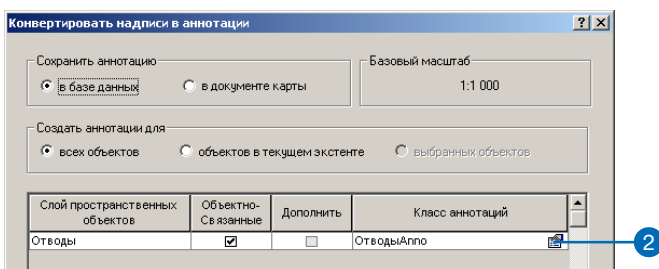 Конвертировать надписи в аннотации
Сохранить аннотацию
в базе данных
в документе карты
Базовый масштаб
1:1 000
Создать аннотации для
всех объектов
объектов в текущем экстенте
выбранных объектов
Слой пространственных объектов
Объектно-Связанные
Дополнить
Класс аннотаций
Отводы
ОтводыAnno
2